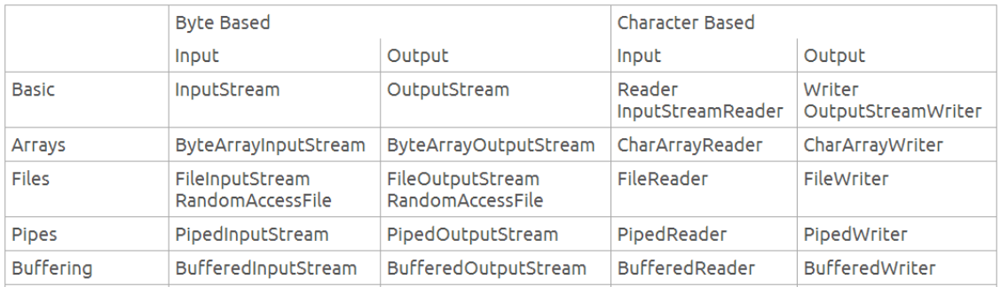 Byte Based Character Based
Input Output Input Output
Basic InputStream OutputStream Reader Writer
InputStreamReader OutputStreamWriter
Arrays ByteArrayInputStream ByteArrayOutputStream CharArrayReader CharArrayWriter
Files FileInputStream FileOutputStream FileReader FileWriter
RandomAccessFile RandomAccessFile
Pipes PipedInputStream PipedOutputStream PipedReader PipedWriter
Buffering BufferedInputStream BufferedOutputStream BufferedReader BufferedWriter